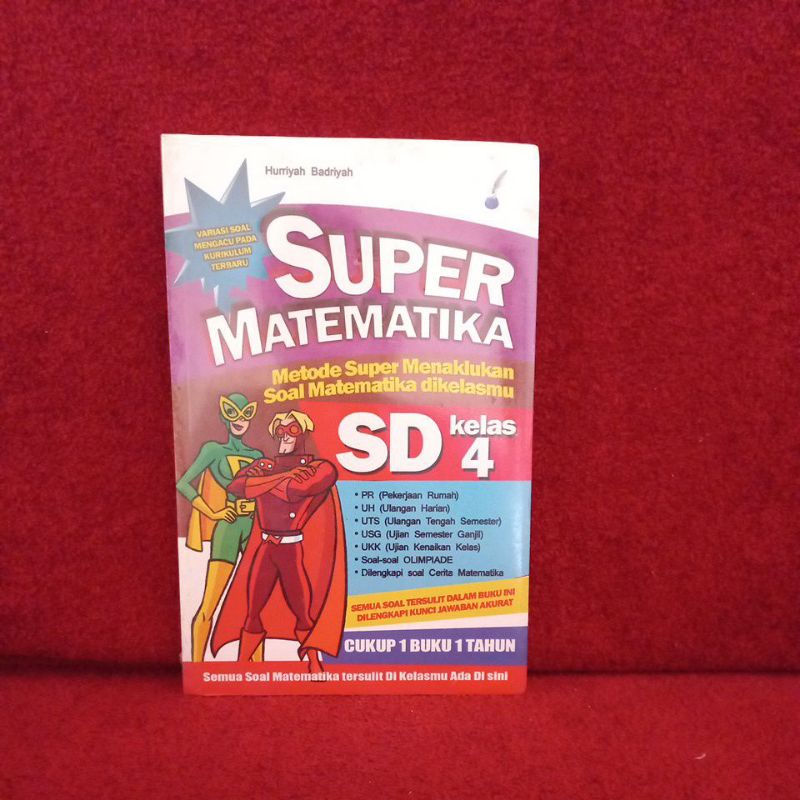 Hurriyah Badriyah
VARIASI SOAL
MENGACU PADA
KURIKULUM
TERBARU
SUPER
MATEMATIKA
Metode Super Menaklukan
Soal Matematika dikelasmu
SD kelas 4
• PR (Pekerjaan Rumah)
• UH (Ulangan Harian)
• UTS (Ulangan Tengah Semester)
• USG (Ujian Semester Ganjil)
• UKK (Ujian Kenaikan Kelas)
• Soal-soal OLIMPIADE
• Dilengkapi soal Cerita Matematika
SEMUA SOAL TERSULIT DALAM BUKU INI
DILENGKAPI KUNCI JAWABAN AKURAT
CUKUP 1 BUKU 1 TAHUN
Semua Soal Matematika tersulit Di Kelasmu Ada Di sini